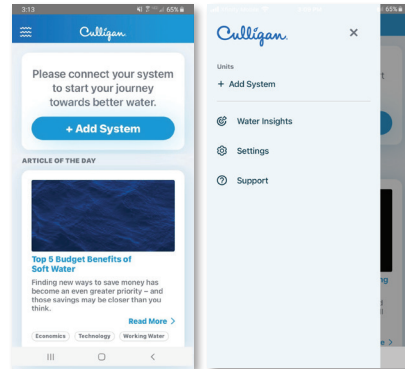 3:13
65%
Culligan.
Please connect your system
to start your journey
towards better water.
+ Add System
ARTICLE OF THE DAY
Top 5 Budget Benefits of
Soft Water
Finding new ways to save money has
become an even greater priority – and
those savings may be closer than you
think.
Read More >
Economics
Technology
Working Water
65%
Culligan.
×
Units
+ Add System
Water Insights
Settings
Support